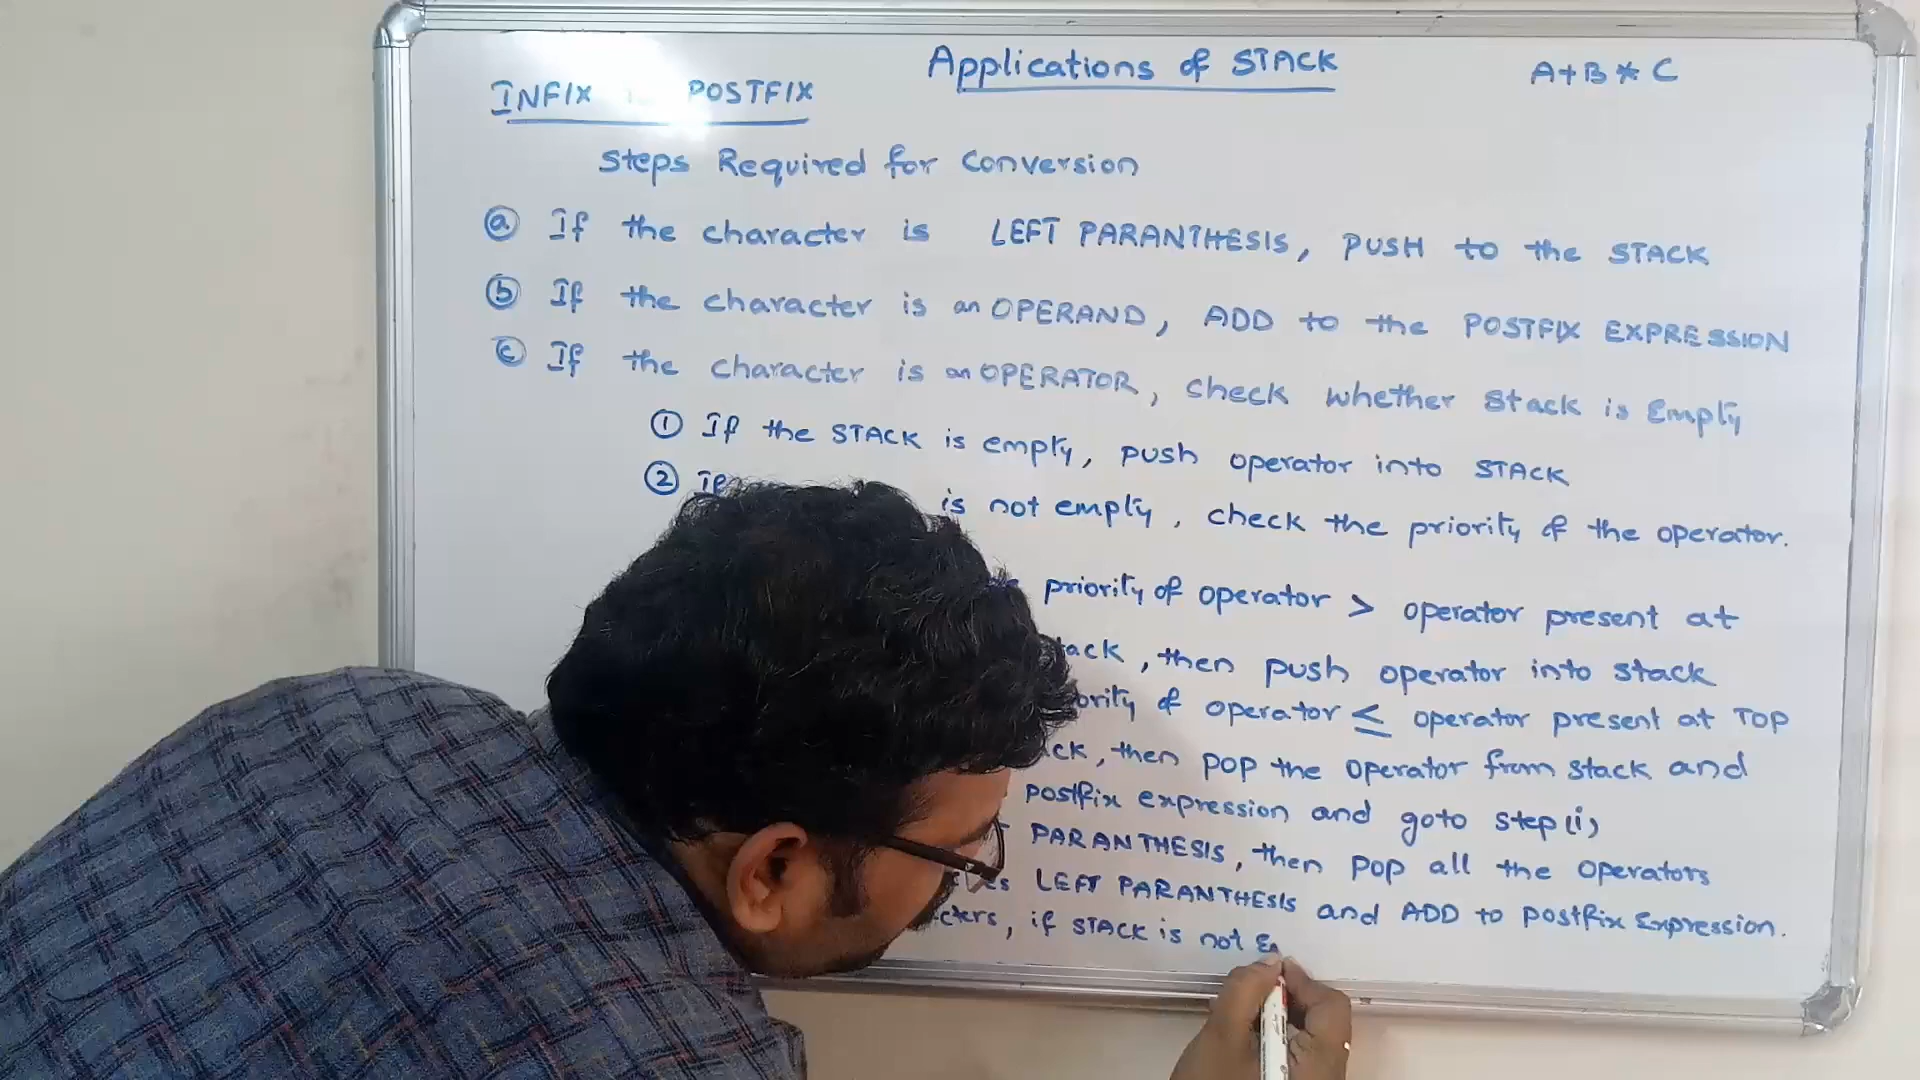 Applications of STACK
A+B*C
INFIX POSTFIX
Steps Required for Conversion
(a) If the character is LEFT PARANTHESIS, PUSH to the STACK
(b) If the character is an OPERAND, ADD to the POSTFIX EXPRESSION
(c) If the character is an OPERATOR, check whether stack is Empty
(1) If the STACK is empty, push operator into STACK
(2) If is not empty, check the priority of the operator.
priority of operator > operator present at
then push operator into stack
of operator ≤ operator present at TOP
, then pop the operator from stack and
postfix expression and goto step (i)
PARANTHESIS, then pop all the operators
LEFT PARANTHESIS and ADD to postfix Expression.
, if STACK is not